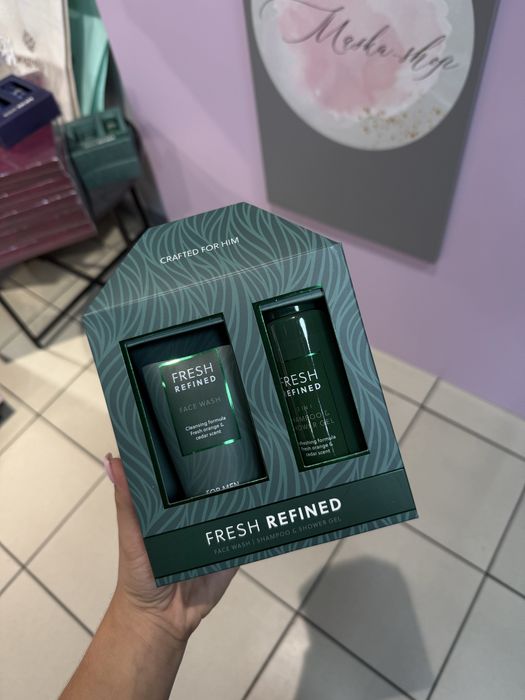 Maska.shop
CRAFTED FOR HIM
FRESH
REFINED
FACE WASH
Cleansing formula
Fresh orange &
cedar scent
FOR MEN
FRESH
REFINED
SHAMPOO &
SHOWER GEL
Refreshing formula
fresh orange &
cedar scent
FRESH REFINED
FACE WASH | SHAMPOO & SHOWER GEL